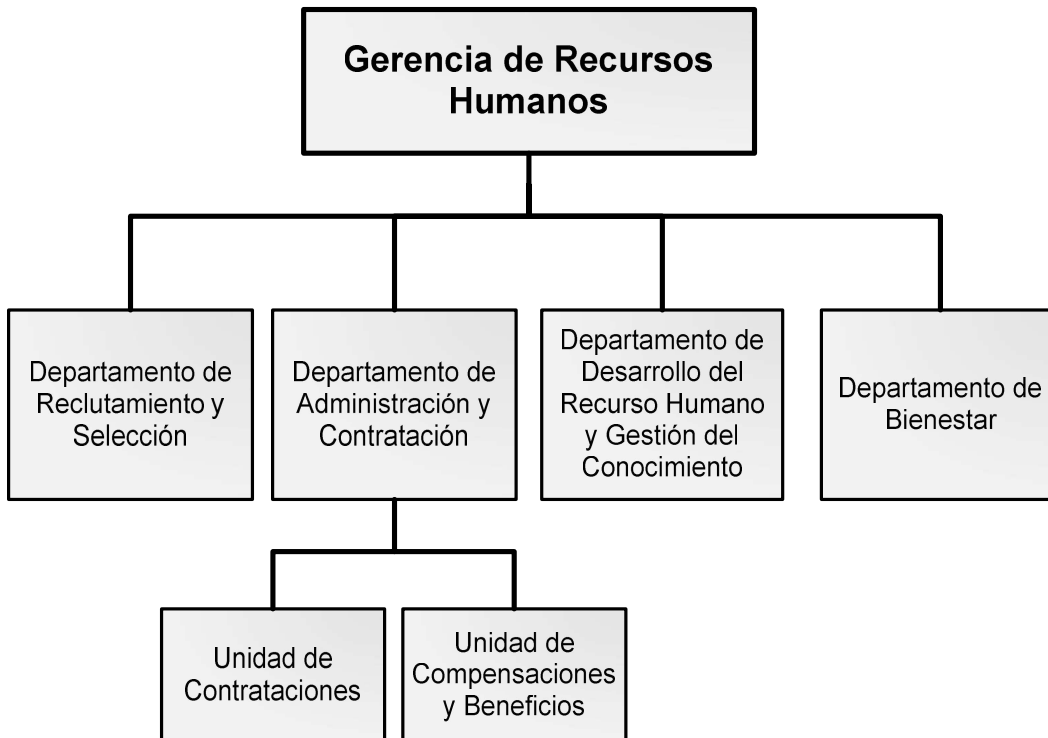 Gerencia de Recursos
Humanos
Departamento de
Reclutamiento y
Selección
Departamento de
Administración y
Contratación
Departamento de
Desarrollo del
Recurso Humano
y Gestión del
Conocimiento
Departamento de
Bienestar
Unidad de
Contrataciones
Unidad de
Compensaciones
y Beneficios